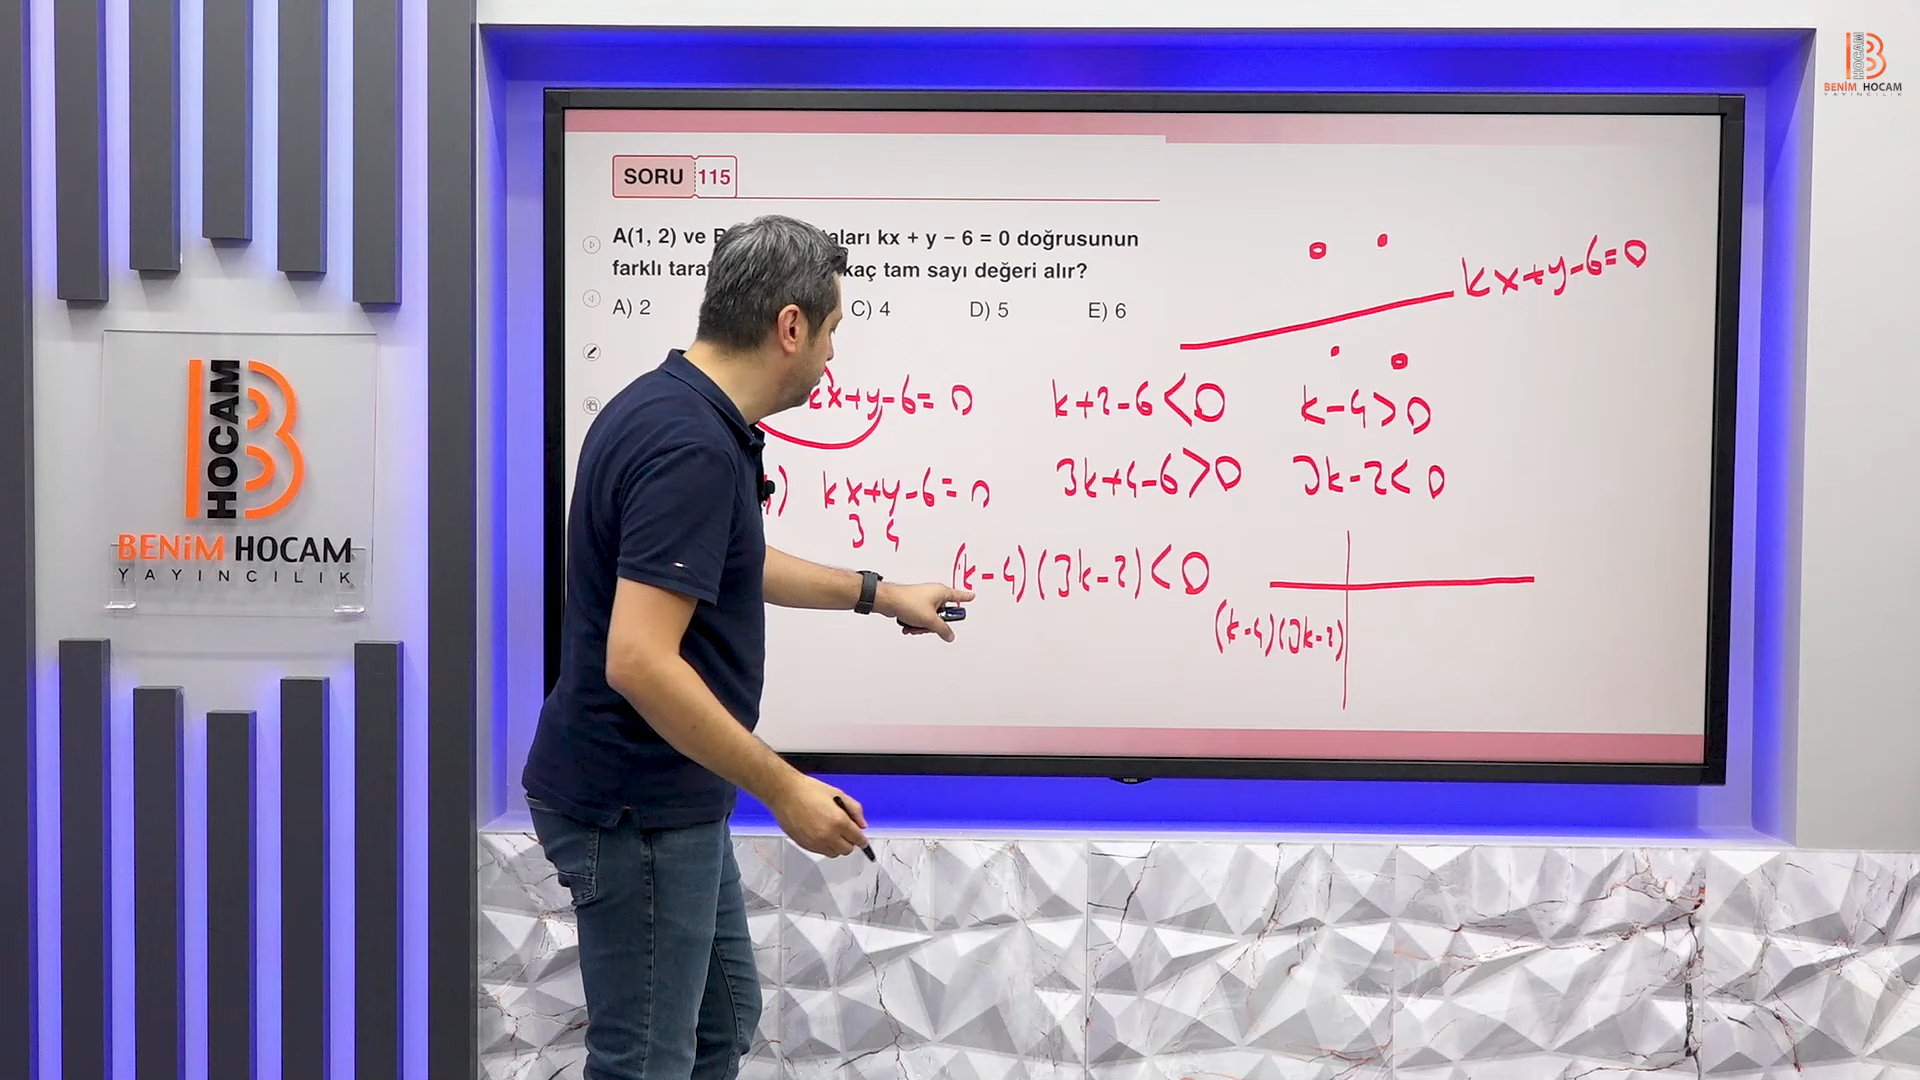 BENİM HOCAM
YAYINCILIK
SORU 115
A(1, 2) ve kx + y − 6 = 0 doğrusunun
farklı kaç tam sayı değeri alır?
A) 2 C) 4 D) 5 E) 6
kx+y-6=0
kx+y-6=0
k+2-6<0
k-4>0
kx+y-6=0
3 4
3k+4-6>0
3k-2<0
(k-4)(3k-2)<0
(k-4)(3k-2)
HOCAM
BENİM HOCAM
YAYINCILIK